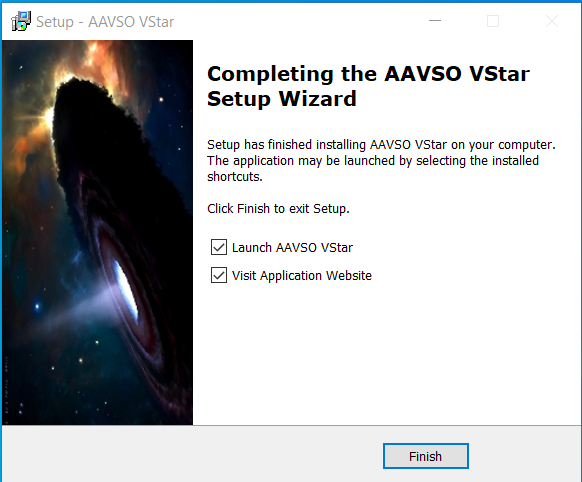 Setup - AAVSO VStar
Completing the AAVSO VStar
Setup Wizard
Setup has finished installing AAVSO VStar on your computer.
The application may be launched by selecting the installed
shortcuts.
Click Finish to exit Setup.
Launch AAVSO VStar
Visit Application Website
Finish